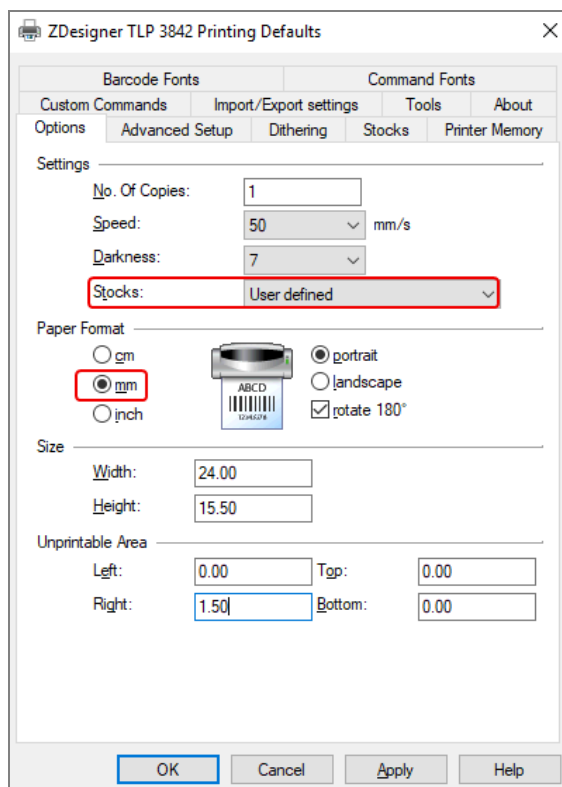 ZDesigner TLP 3842 Printing Defaults
Barcode Fonts Command Fonts
Custom Commands Import/Export settings Tools About
Options Advanced Setup Dithering Stocks Printer Memory
Settings
No. Of Copies: 1
Speed: 50 mm/s
Darkness: 7
Stocks: User defined
Paper Format
cm portrait
mm landscape
inch rotate 180°
ABCD
12345678
Size
Width: 24.00
Height: 15.50
Unprintable Area
Left: 0.00 Top: 0.00
Right: 1.50 Bottom: 0.00
OK Cancel Apply Help